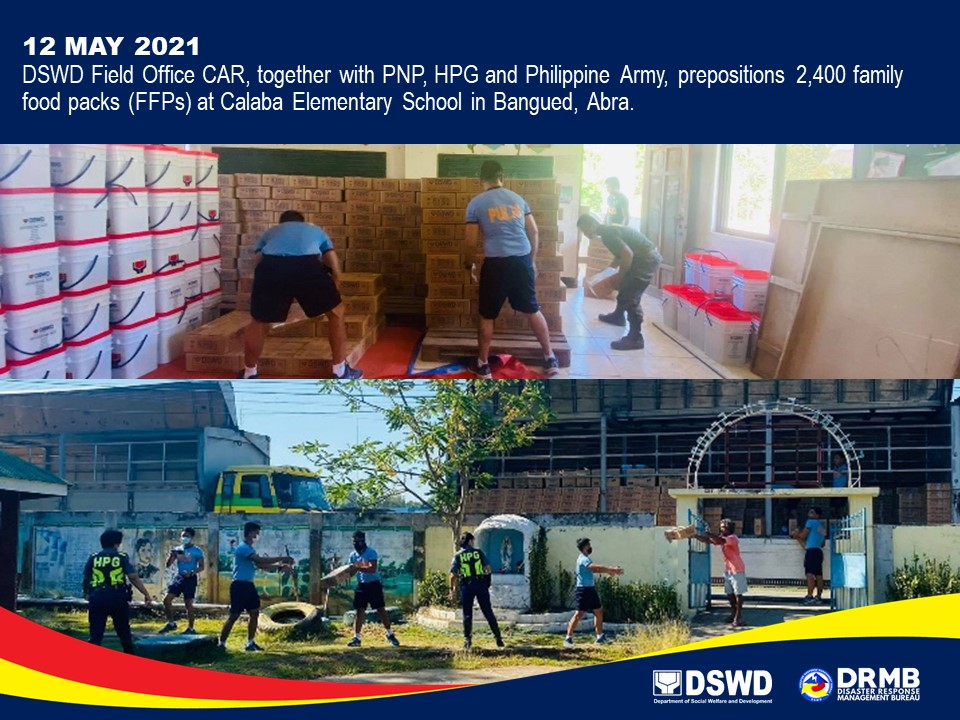 12 MAY 2021
DSWD Field Office CAR, together with PNP, HPG and Philippine Army, prepositions 2,400 family
food packs (FFPs) at Calaba Elementary School in Bangued, Abra.
HPG
HPG
DSWD
Department of Social Welfare and Development
DRMB
DISASTER RESPONSE
MANAGEMENT BUREAU